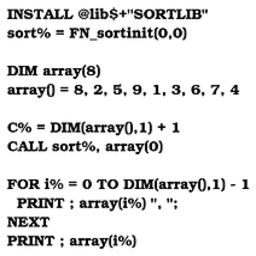 INSTALL @lib$+"SORTLIB"
sort% = FN_sortinit(0,0)
DIM array(8)
array() = 8, 2, 5, 9, 1, 3, 6, 7, 4
C% = DIM(array(),1) + 1
CALL sort%, array(0)
FOR i% = 0 TO DIM(array(),1) - 1
PRINT ; array(i%) ", ";
NEXT
PRINT ; array(i%)